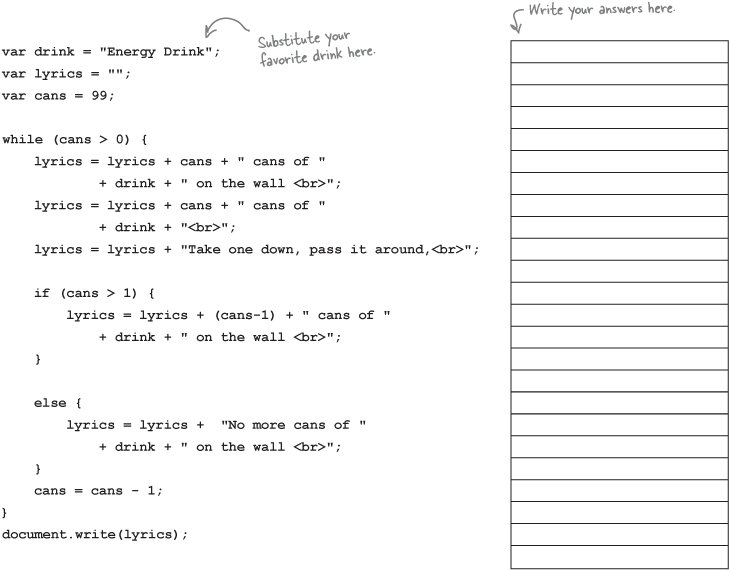 Write your answers here.
var drink = "Energy Drink";
Substitute your
favorite drink here.
var lyrics = "";
var cans = 99;
while (cans > 0) {
lyrics = lyrics + cans + " cans of "
+ drink + " on the wall <br>";
lyrics = lyrics + cans + " cans of "
+ drink + "<br>";
lyrics = lyrics + "Take one down, pass it around,<br>";
if (cans > 1) {
lyrics = lyrics + (cans-1) + " cans of "
+ drink + " on the wall <br>";
}
else {
lyrics = lyrics +  "No more cans of "
+ drink + " on the wall <br>";
}
cans = cans - 1;
}
document.write(lyrics);